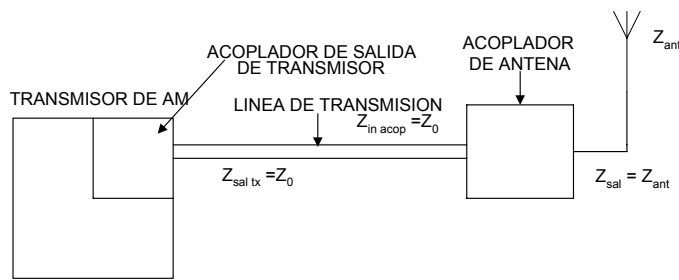 ACOPLADOR DE SALIDA
DE TRANSMISOR
ACOPLADOR
DE ANTENA
Z_ant
TRANSMISOR DE AM
LINEA DE TRANSMISION
Z_in acop =Z_0
Z_sal tx =Z_0
Z_sal = Z_ant